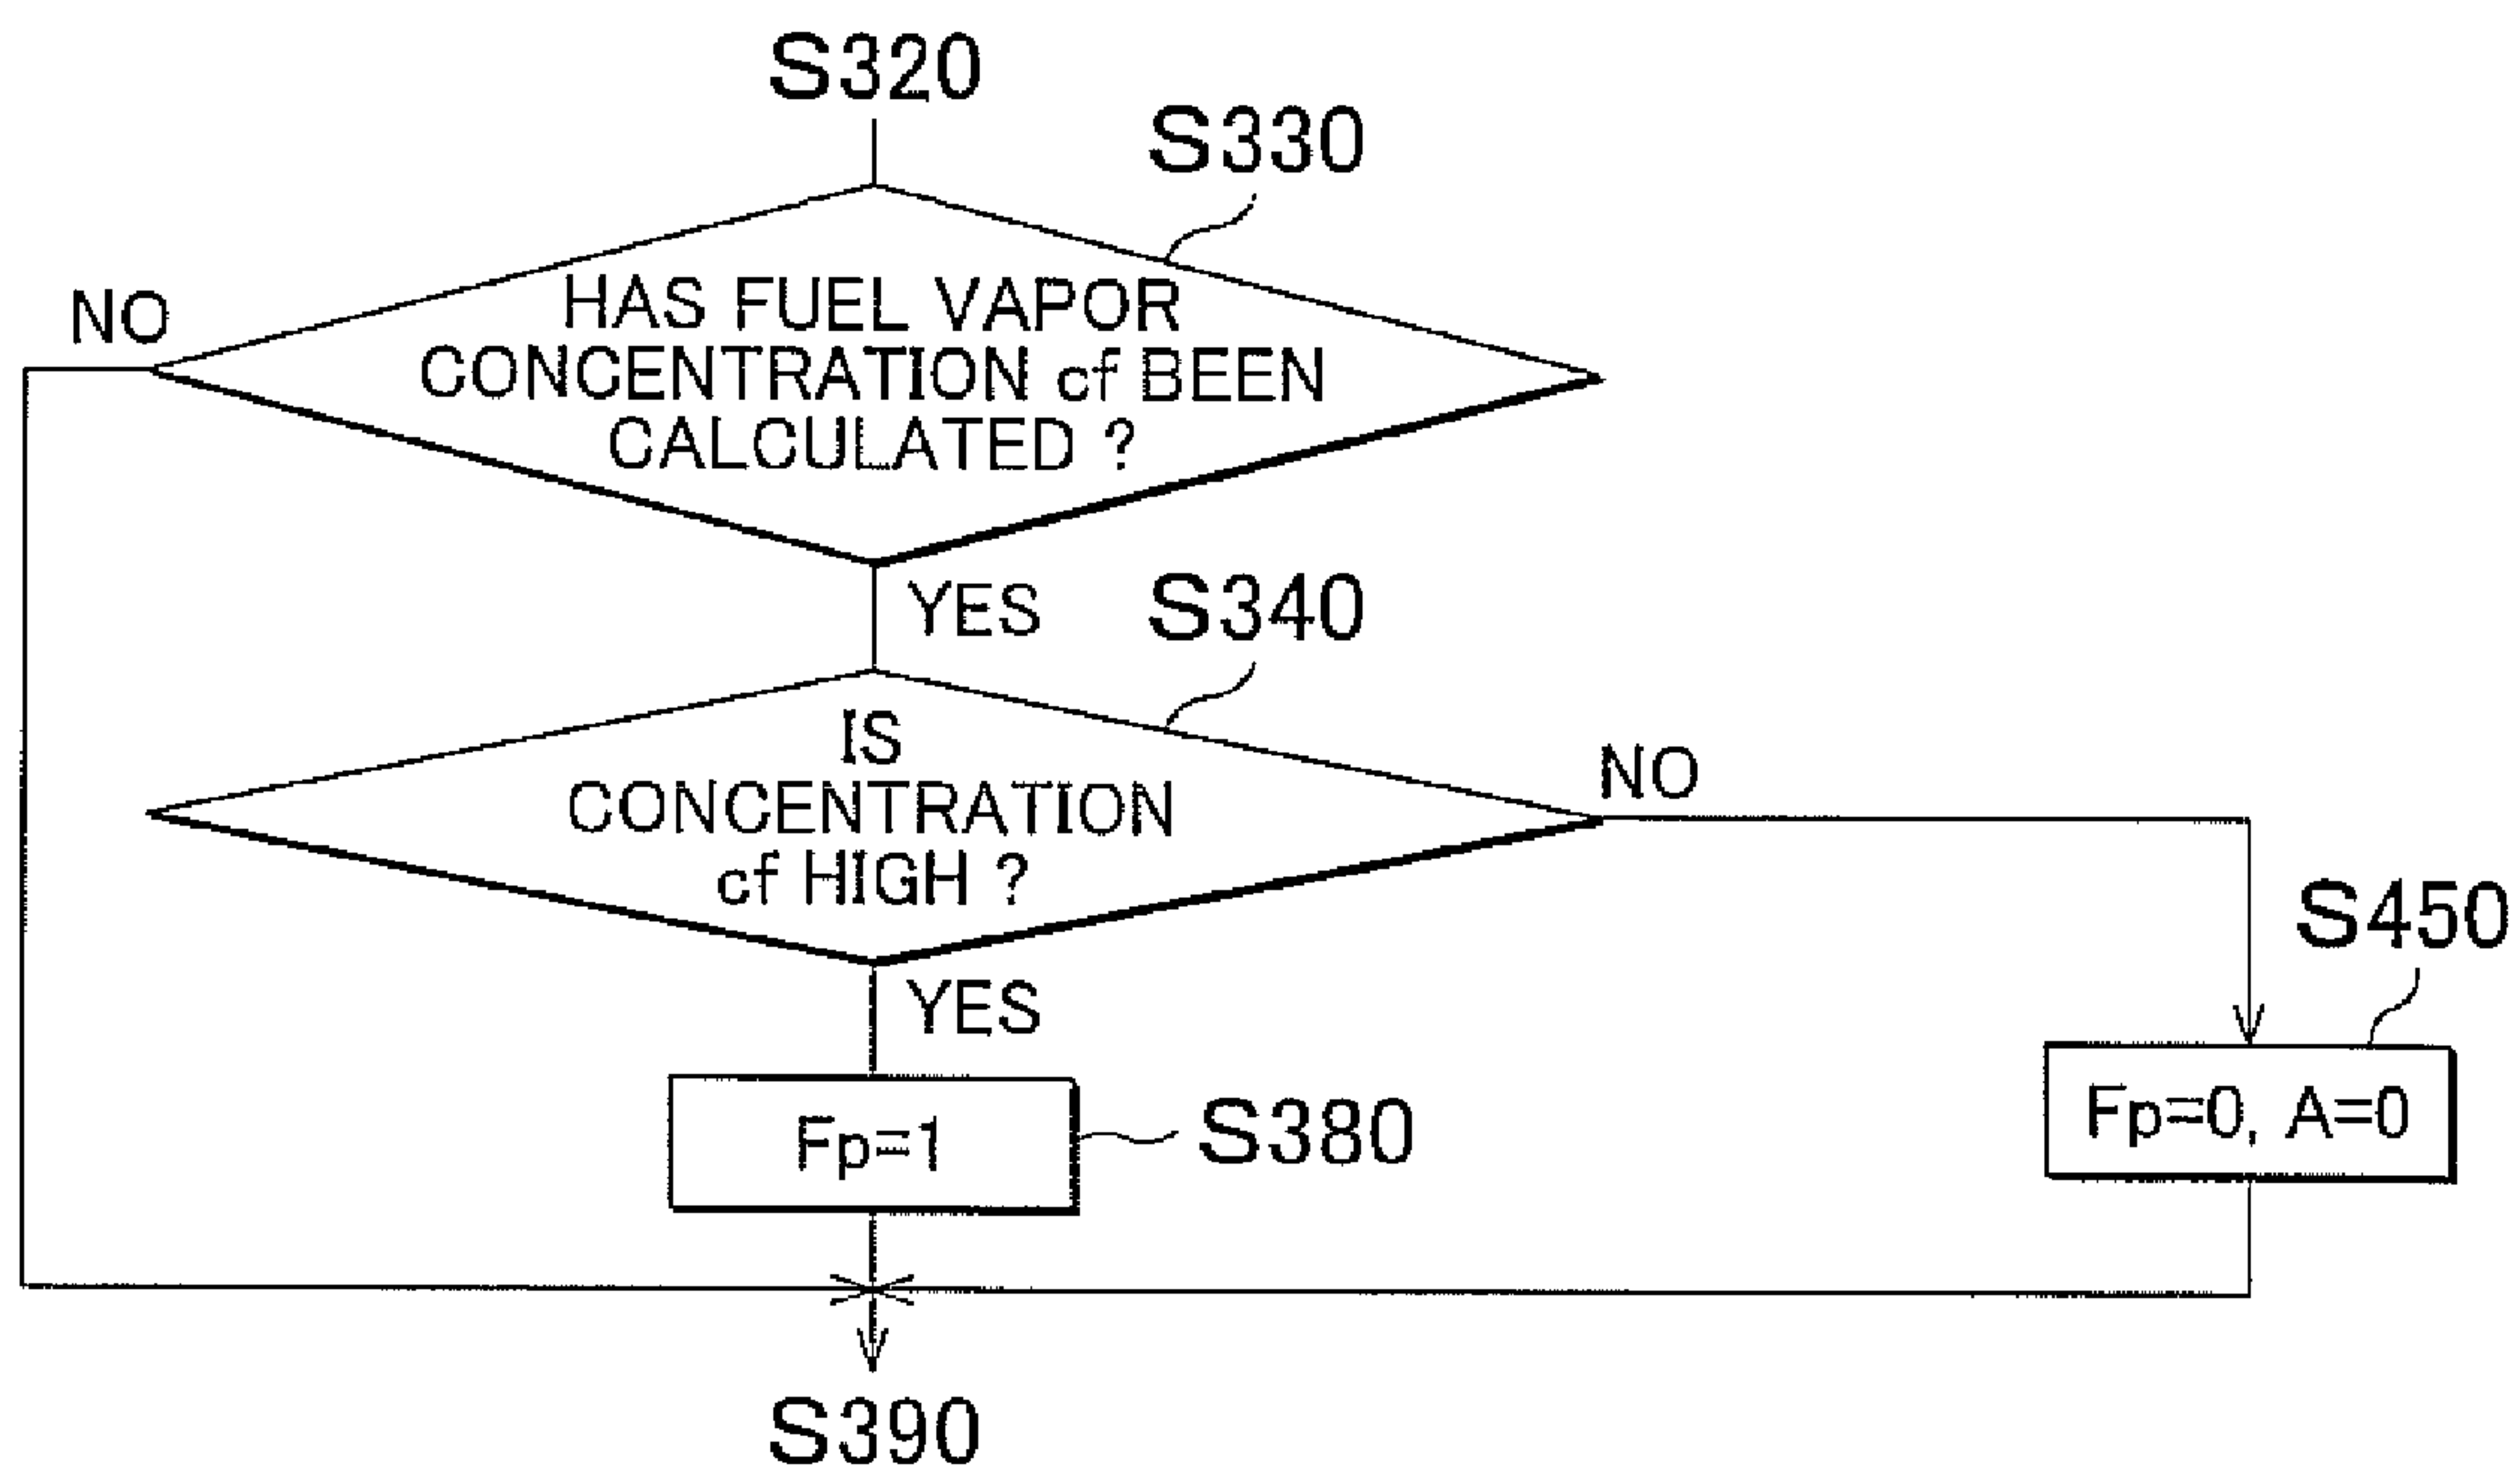 S320
S330
NO
HAS FUEL VAPOR
CONCENTRATION cf BEEN
CALCULATED ?
YES
S340
IS
CONCENTRATION
cf HIGH ?
NO
S450
YES
Fp=1
S380
Fp=0, A=0
S390